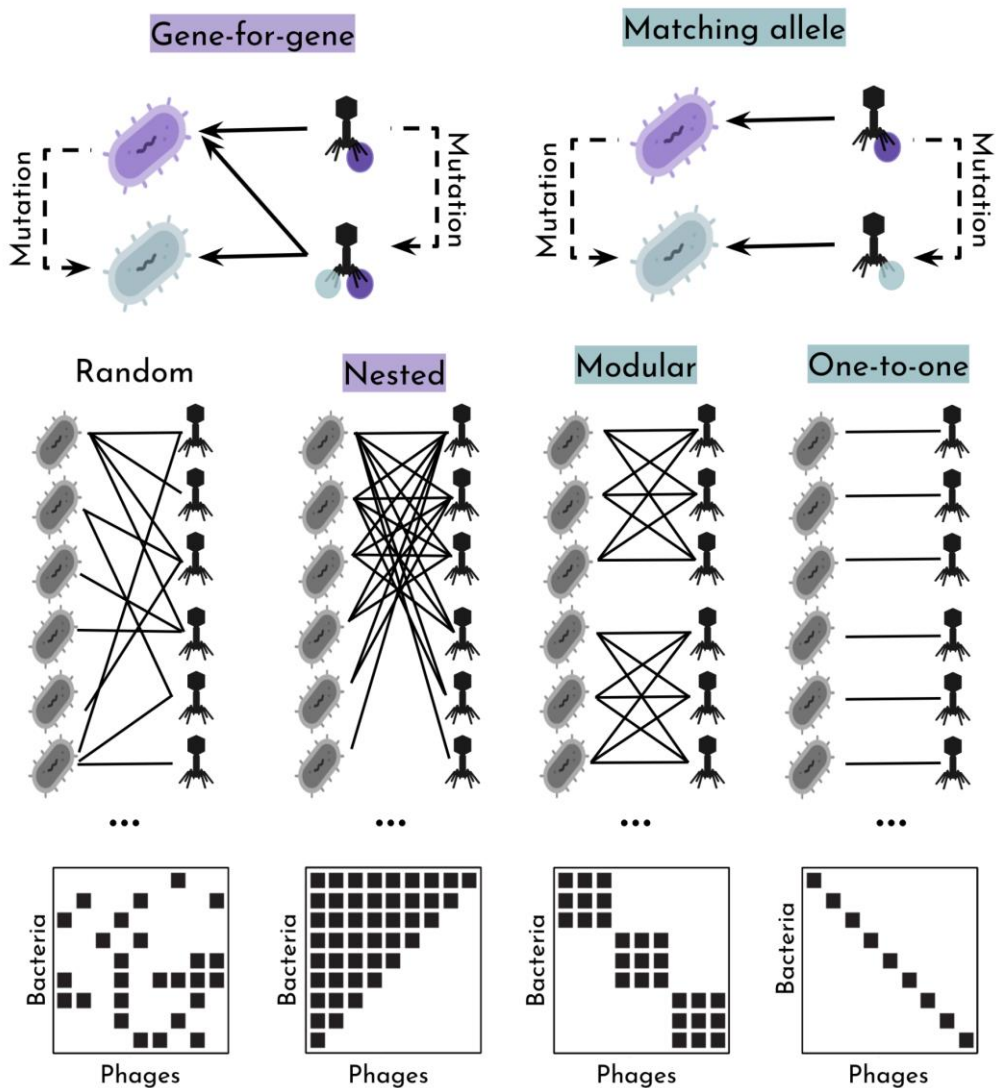 Gene-for-gene
Matching allele
Mutation
Mutation
Mutation
Mutation
Random
Nested
Modular
One-to-one
...
...
...
...
Bacteria
Bacteria
Bacteria
Bacteria
Phages
Phages
Phages
Phages